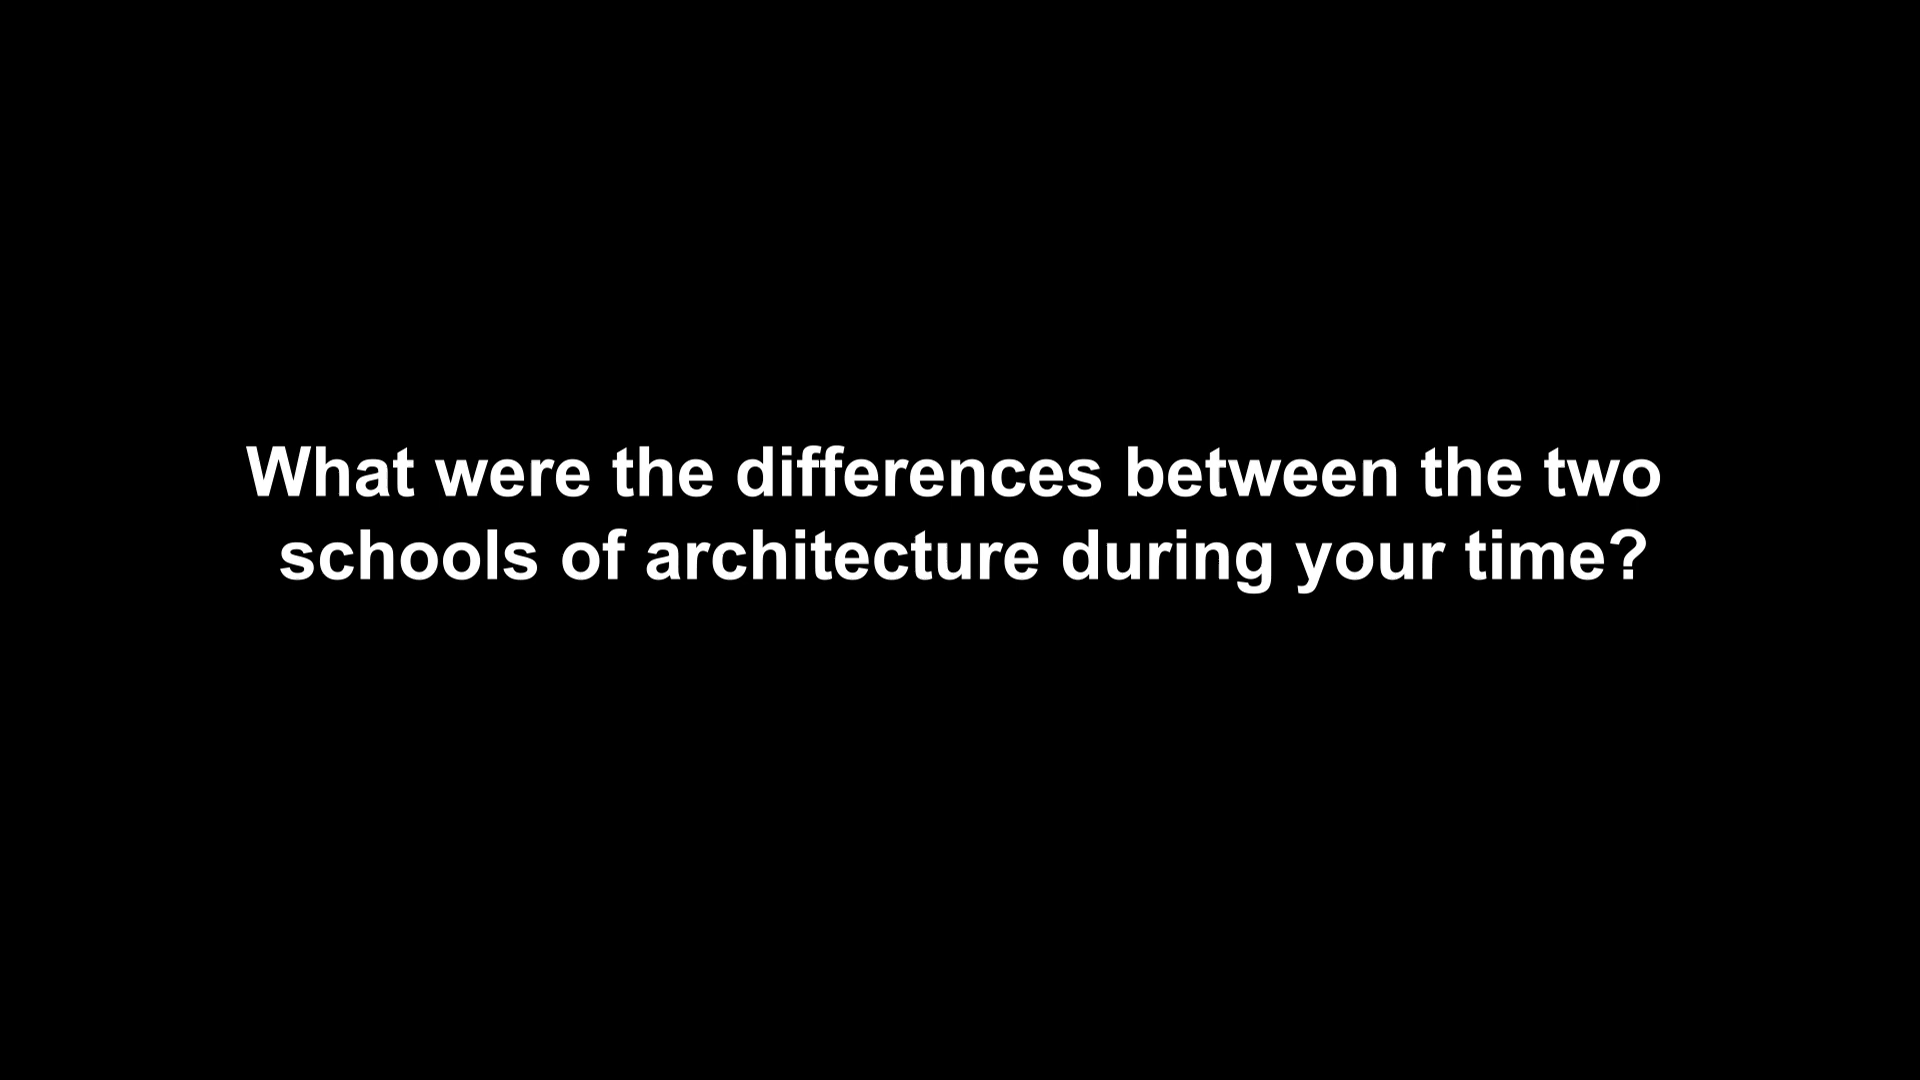 What were the differences between the two
schools of architecture during your time?